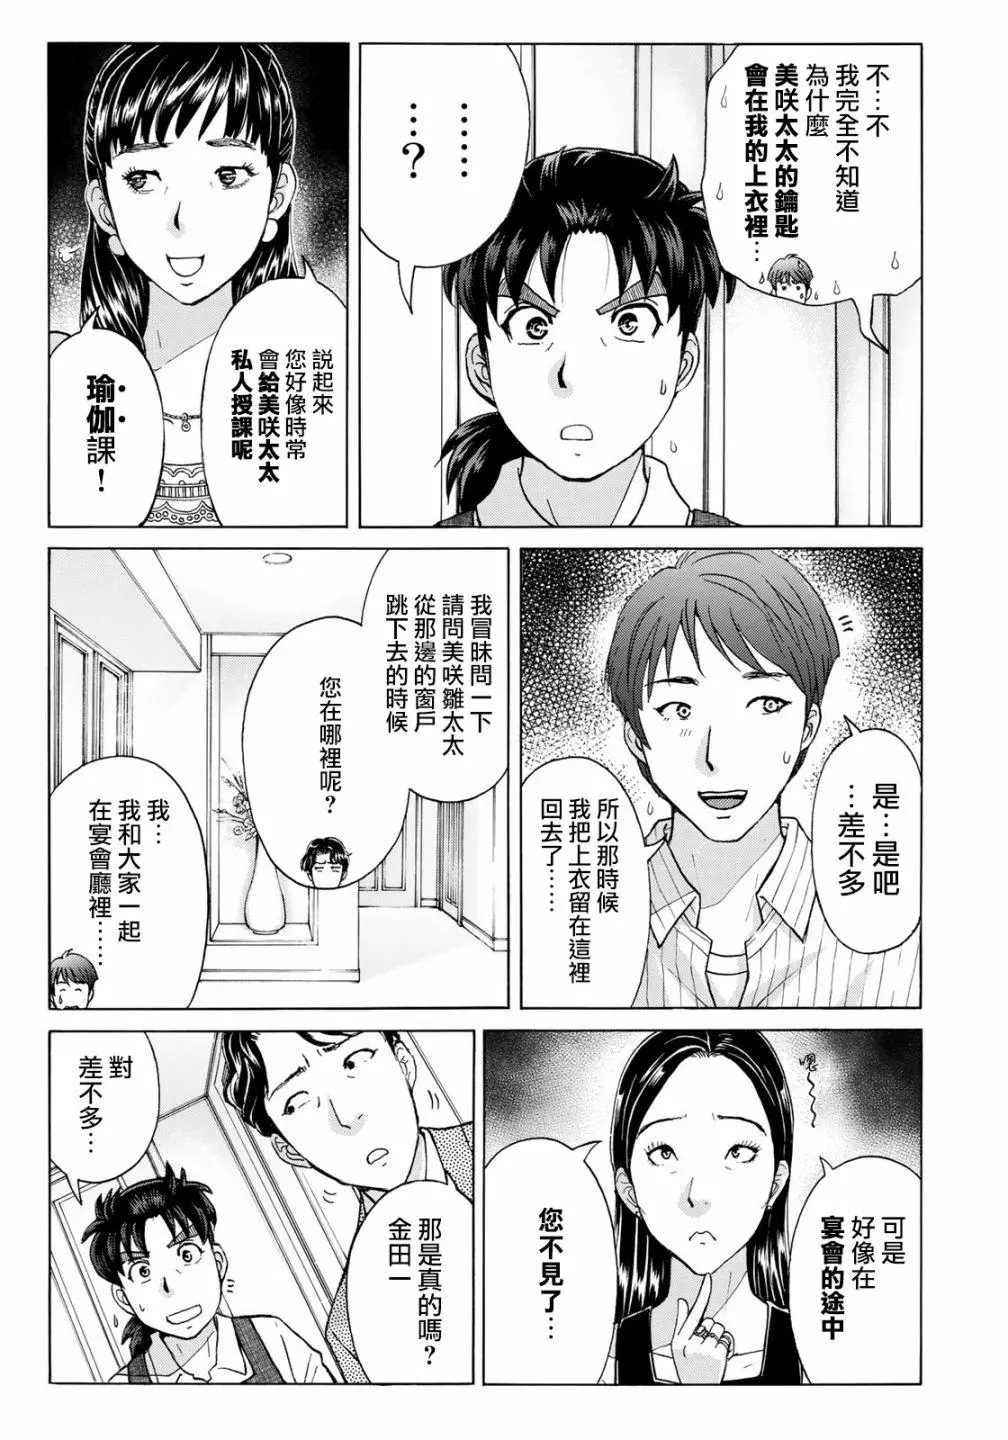 不…不
我完全不知道
為什麼
美咲太太的鑰匙
會在我的上衣裡…
……
…?
說起來
您好像時常
會給美咲太太
私人授課呢
瑜伽課!
是…是吧
…差不多
所以那時候
我把上衣留在這裡
回去了……
我冒昧問一下
請問美咲雛太太
從那邊的窗戶
跳下去的時候
您在哪裡呢?
我…
我和大家一起
在宴會廳裡……
嗯~
可是
好像在
宴會的途中
您不見了…
那是真的嗎?
金田一
對
差不多…